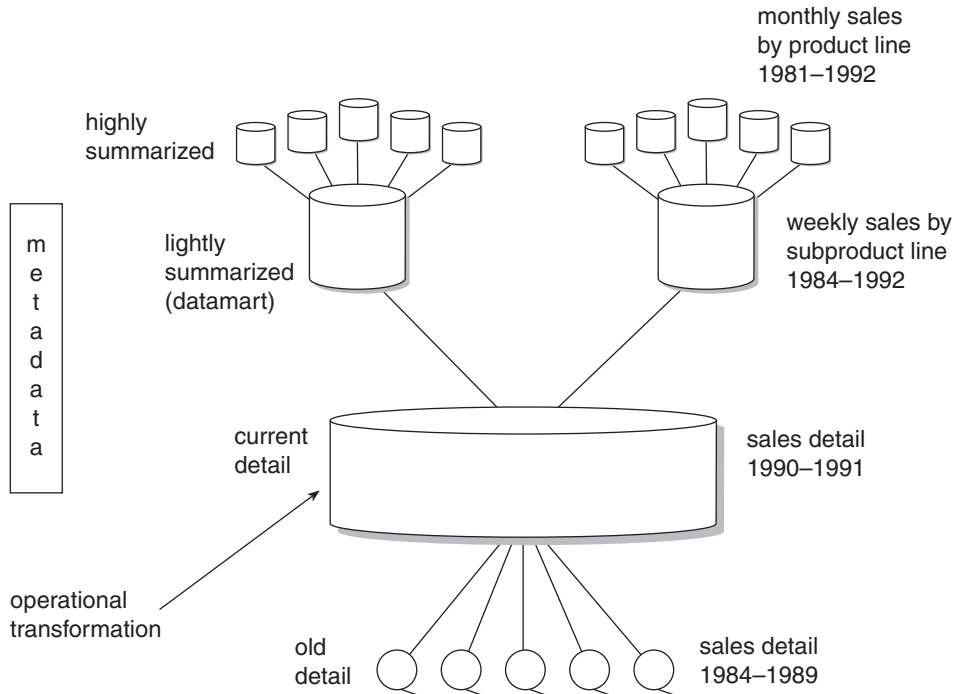 monthly sales
by product line
1981–1992
highly
summarized
metadata
lightly
summarized
(datamart)
weekly sales by
subproduct line
1984–1992
current
detail
sales detail
1990–1991
operational
transformation
old
detail
sales detail
1984–1989